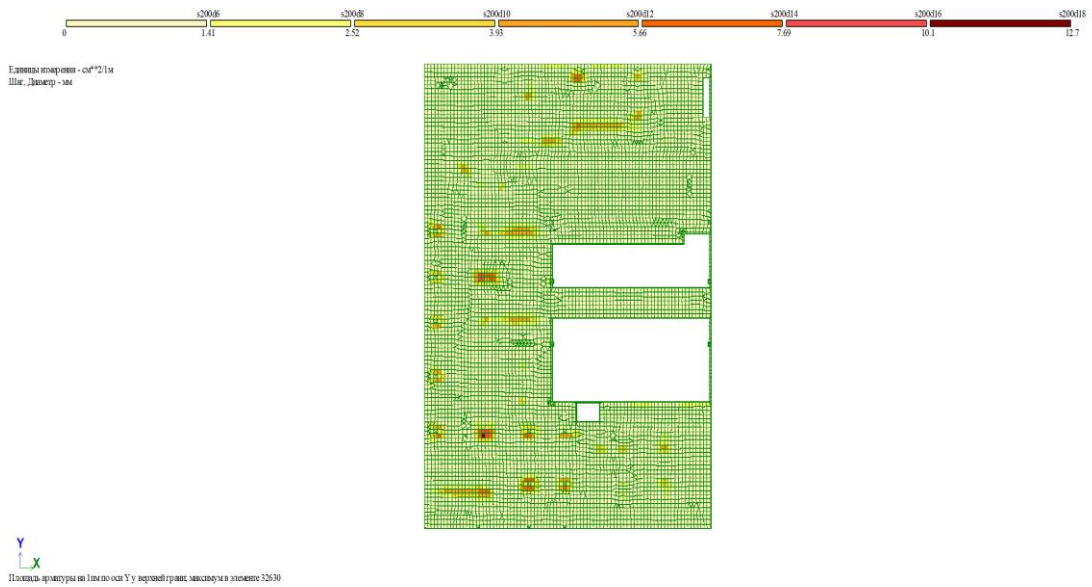 s200d6 s200d8 s200d10 s200d12 s200d14 s200d16 s200d18
0 1.41 2.52 3.93 5.66 7.69 10.1 12.7
Единицы измерения - см**2/1м
Шаг, Диаметр - мм
Y
X
Площадь арматуры на 1пм по оси Y у верхней грани; максимум в элементе 32630